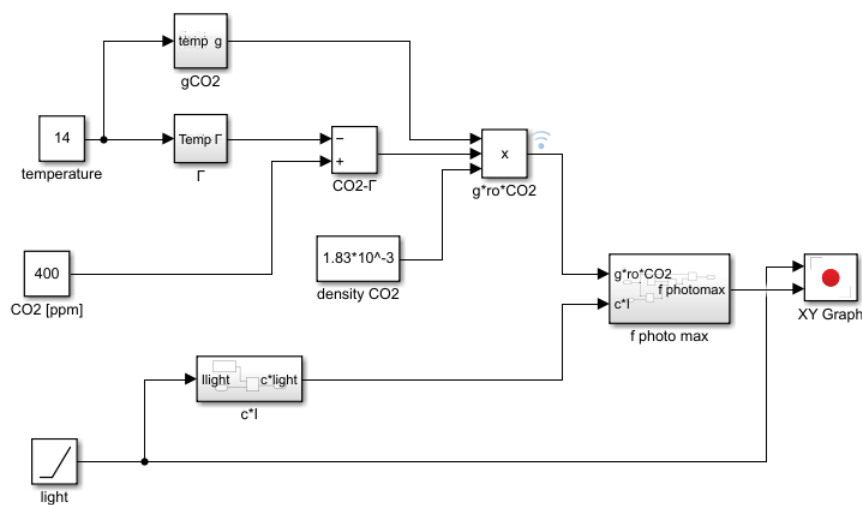 temp g
gCO2
14
temperature
Temp Γ
Γ
−
+
CO2-Γ
x
g*ro*CO2
400
CO2 [ppm]
1.83*10^-3
density CO2
g*ro*CO2
c*I
f photomax
f photo max
XY Graph
Ilight
c*light
c*I
light